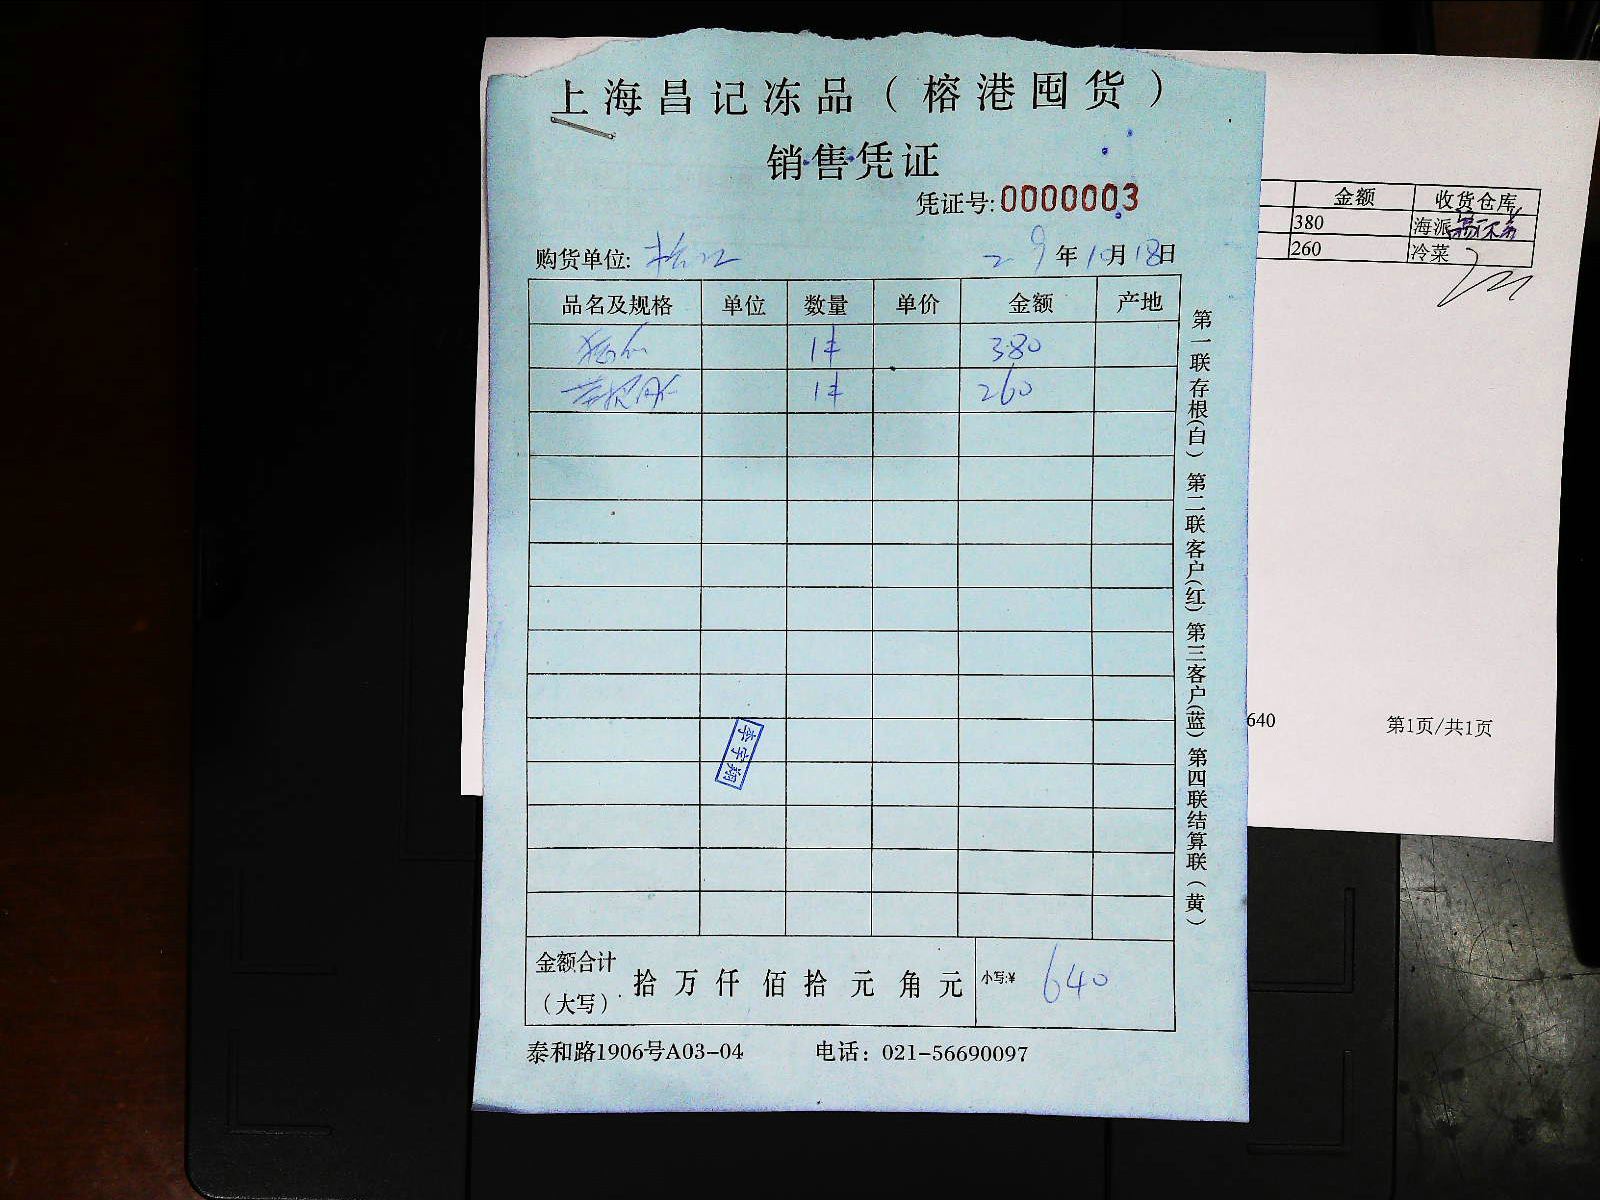 上海昌记冻品（榕港囤货）
销售凭证
凭证号:0000003
购货单位: 松江 年10月18日
品名及规格 单位 数量 单价 金额 产地
1件 380
1件 260
金额合计（大写） 拾万仟佰拾元角元 小写:¥ 640
泰和路1906号A03-04 电话：021-56690097
第一联存根(白) 第二联客户(红) 第三客户(蓝) 第四联结算联(黄)
李宇翔
金额 收货仓库
380 海派
260 冷菜
640 第1页/共1页